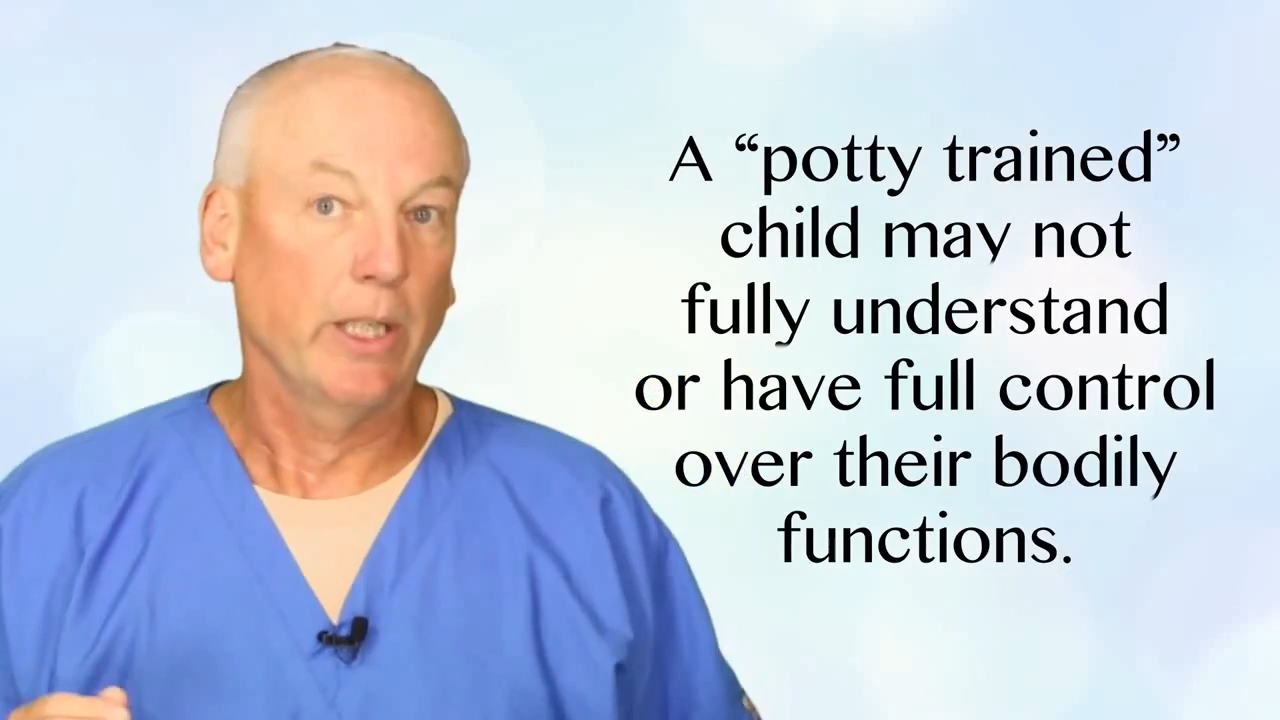 A “potty trained”
child may not
fully understand
or have full control
over their bodily
functions.